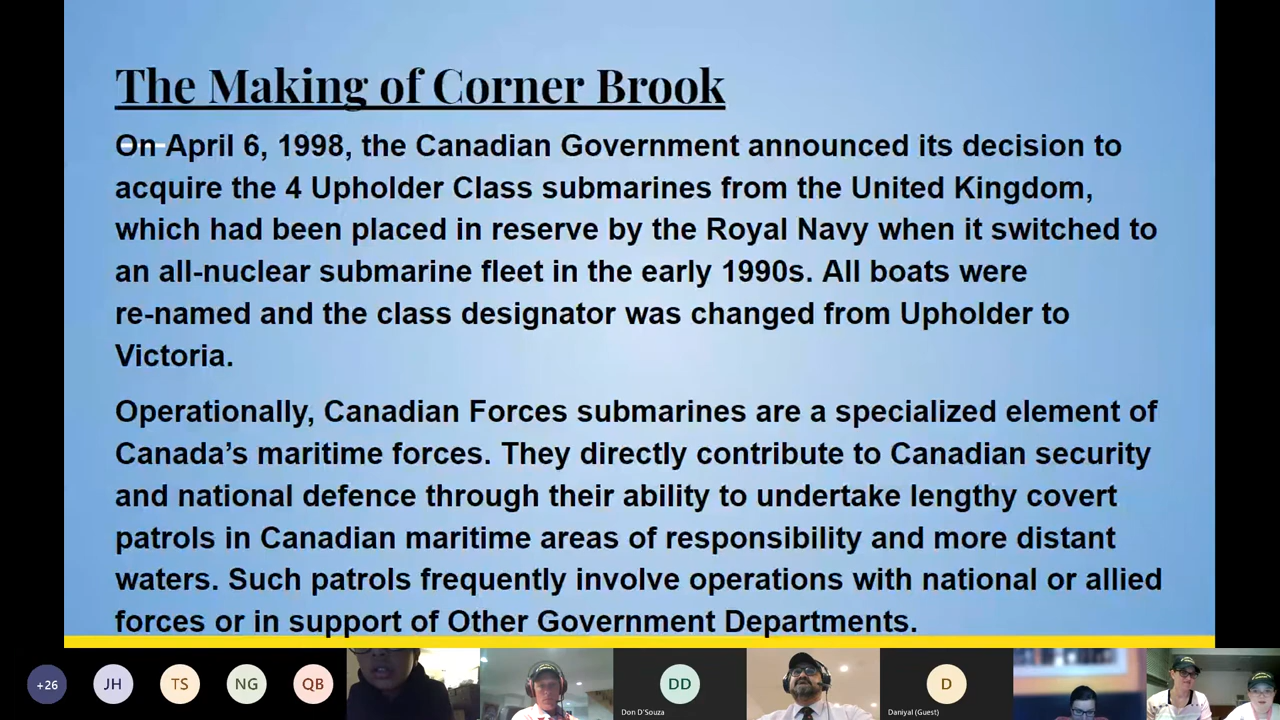 The Making of Corner Brook
On April 6, 1998, the Canadian Government announced its decision to
acquire the 4 Upholder Class submarines from the United Kingdom,
which had been placed in reserve by the Royal Navy when it switched to
an all-nuclear submarine fleet in the early 1990s. All boats were
re-named and the class designator was changed from Upholder to
Victoria.
Operationally, Canadian Forces submarines are a specialized element of
Canada’s maritime forces. They directly contribute to Canadian security
and national defence through their ability to undertake lengthy covert
patrols in Canadian maritime areas of responsibility and more distant
waters. Such patrols frequently involve operations with national or allied
forces or in support of Other Government Departments.
+26 JH TS NG QB DD D
Don D'Souza Daniyal (Guest)